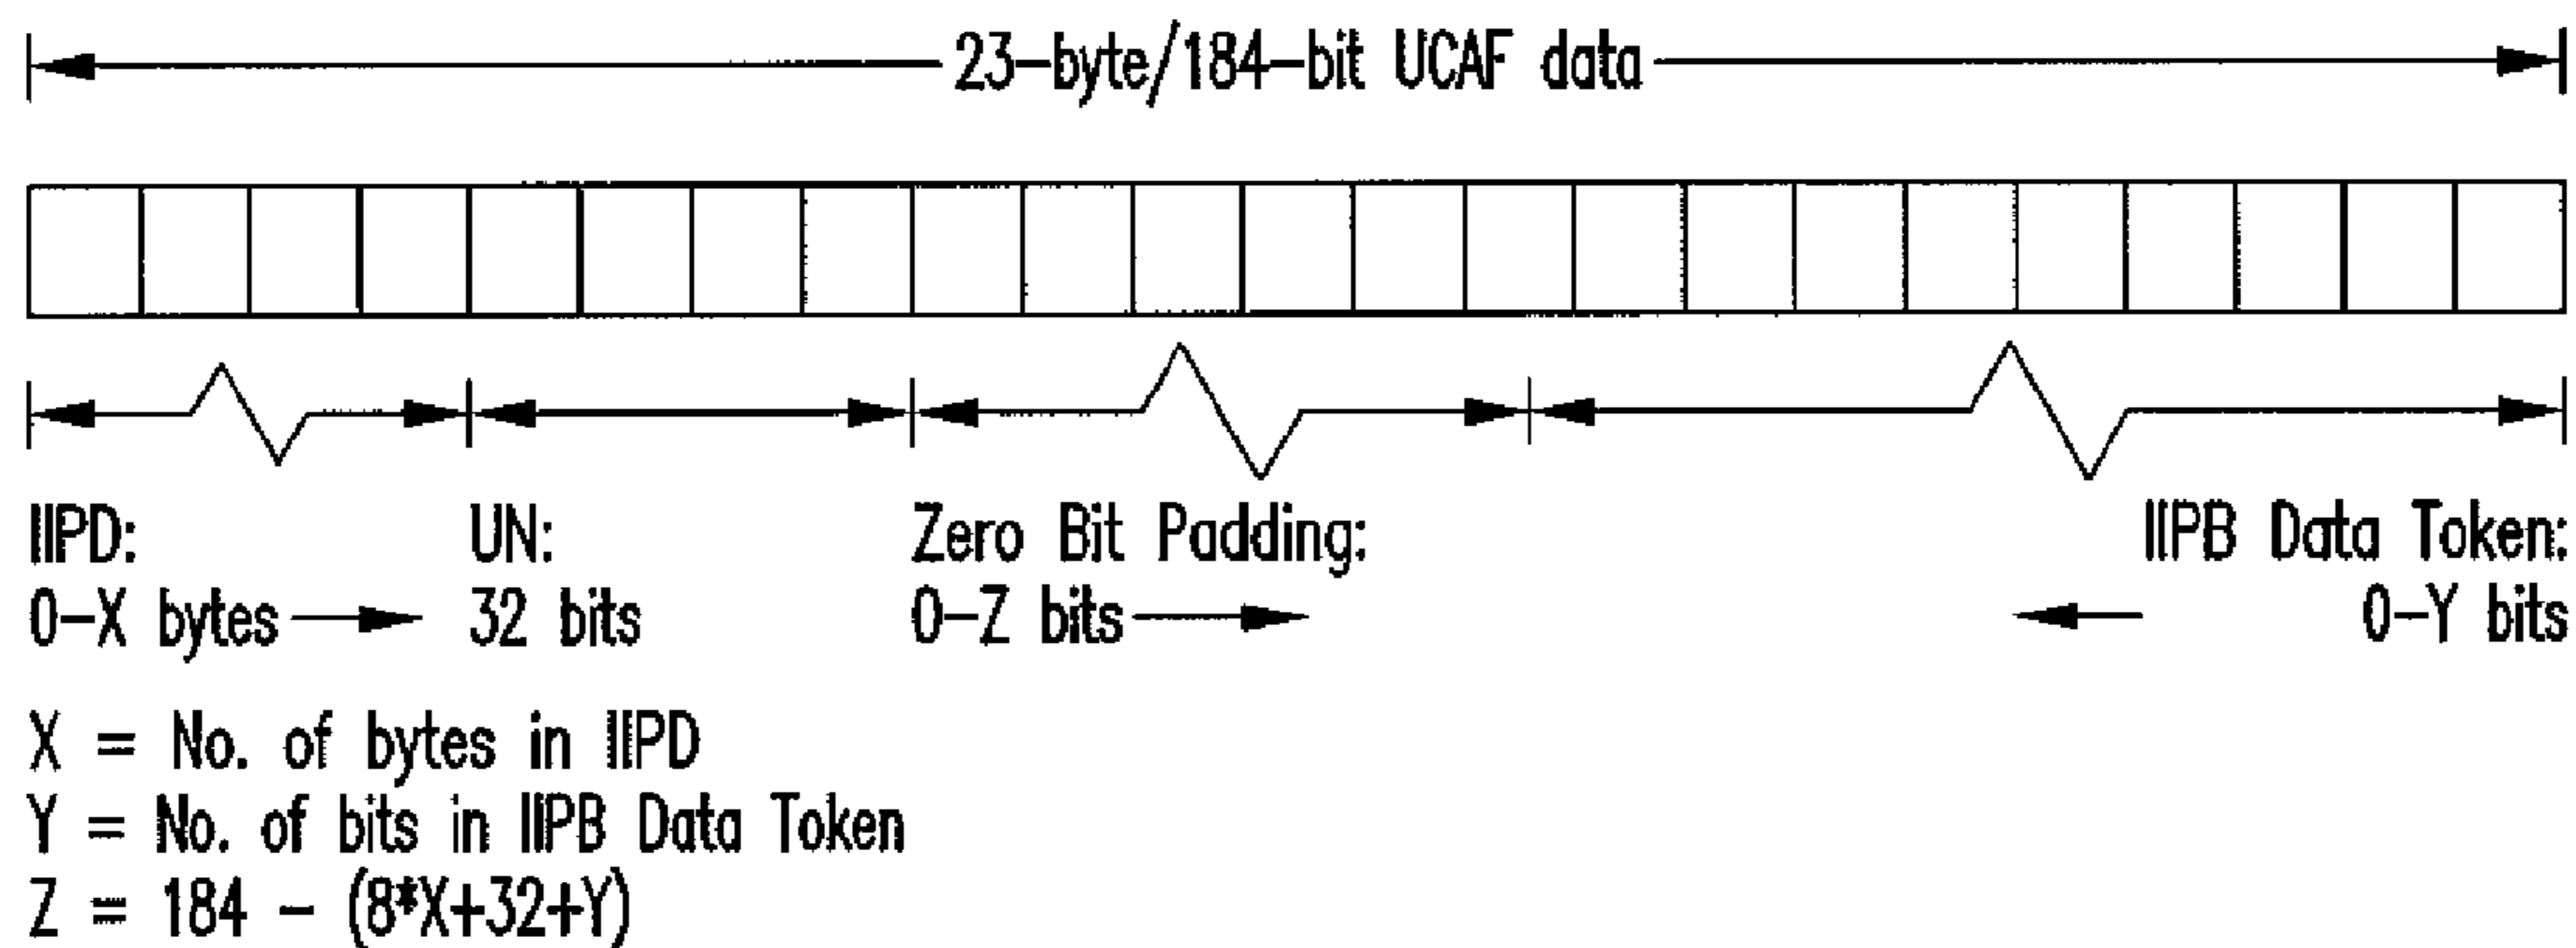 23-byte/184-bit UCAF data
IIPD: UN: Zero Bit Padding: IIPB Data Token:
0-X bytes 32 bits 0-Z bits 0-Y bits
X = No. of bytes in IIPD
Y = No. of bits in IIPB Data Token
Z = 184 - (8*X+32+Y)